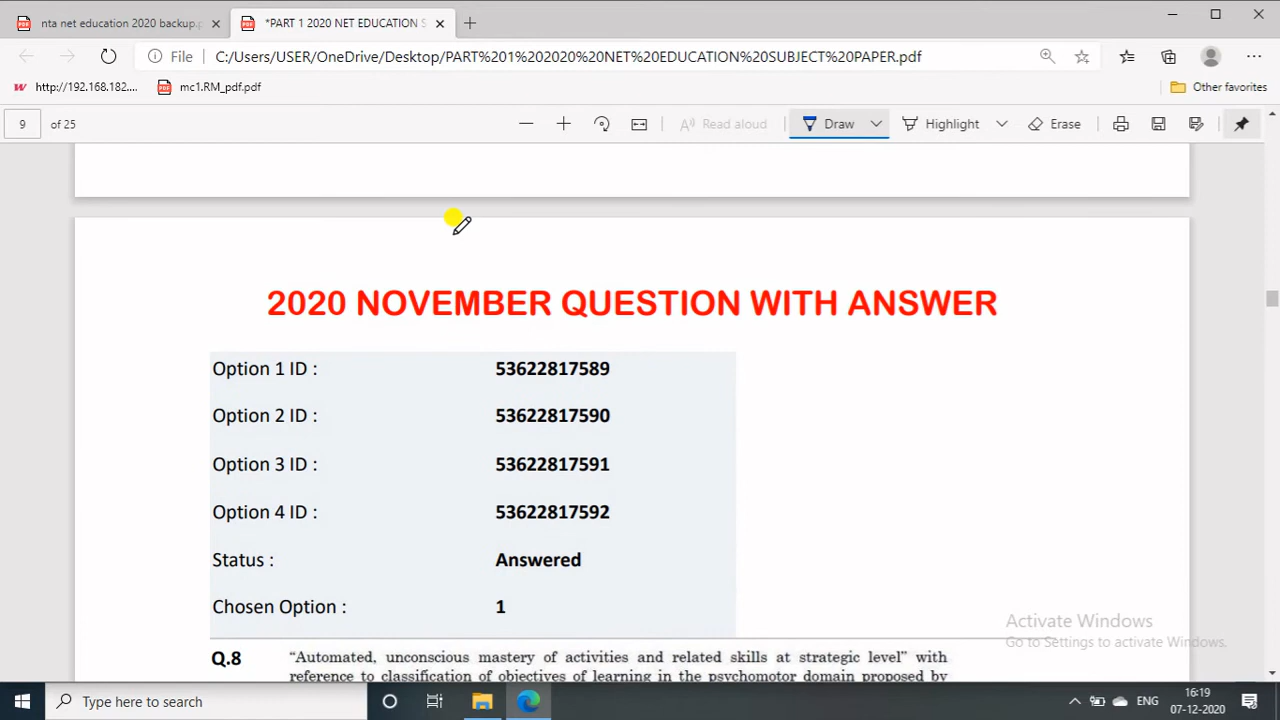 nta net education 2020 backup.p
*PART 1 2020 NET EDUCATION S
File
C:/Users/USER/OneDrive/Desktop/PART%201%202020%20NET%20EDUCATION%20SUBJECT%20PAPER.pdf
http://192.168.182....
mc1.RM_pdf.pdf
Other favorites
9 of 25
Read aloud
Draw
Highlight
Erase
2020 NOVEMBER QUESTION WITH ANSWER
Option 1 ID : 53622817589
Option 2 ID : 53622817590
Option 3 ID : 53622817591
Option 4 ID : 53622817592
Status : Answered
Chosen Option : 1
Q.8 “Automated, unconscious mastery of activities and related skills at strategic level” with
reference to classification of objectives of learning in the psychomotor domain proposed by
Activate Windows
Go to Settings to activate Windows.
Type here to search
ENG
16:19
07-12-2020